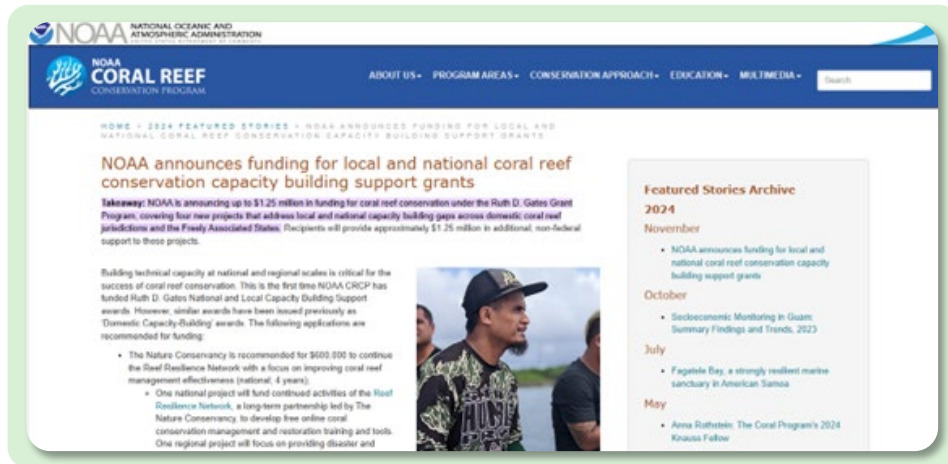 NOAA NATIONAL OCEANIC AND
ATMOSPHERIC ADMINISTRATION
UNITED STATES DEPARTMENT OF COMMERCE
NOAA
CORAL REEF
CONSERVATION PROGRAM
ABOUT US PROGRAM AREAS CONSERVATION APPROACH EDUCATION MULTIMEDIA
Search
HOME > 2024 FEATURED STORIES > NOAA ANNOUNCES FUNDING FOR LOCAL AND
NATIONAL CORAL REEF CONSERVATION CAPACITY BUILDING SUPPORT GRANTS
NOAA announces funding for local and national coral reef
conservation capacity building support grants
Takeaway: NOAA is announcing up to $1.25 million in funding for coral reef conservation under the Ruth D. Gates Grant
Program, covering four new projects that address local and national capacity building gaps across domestic coral reef
jurisdictions and the Freely Associated States. Recipients will provide approximately $1.25 million in additional, non-federal
support to these projects.
Building technical capacity at national and regional scales is critical for the
success of coral reef conservation. This is the first time NOAA CRCP has
funded Ruth D. Gates National and Local Capacity Building Support
awards. However, similar awards have been issued previously as
'Domestic Capacity-Building' awards. The following applications are
recommended for funding:
• The Nature Conservancy is recommended for $600,000 to continue
the Reef Resilience Network with a focus on improving coral reef
management effectiveness (national; 4 years);
• One national project will fund continued activities of the Reef
Resilience Network, a long-term partnership led by The
Nature Conservancy, to develop free online coral
conservation management and restoration training and tools.
One regional project will focus on providing disaster and
Featured Stories Archive
2024
November
• NOAA announces funding for local and
national coral reef conservation capacity
building support grants
October
• Socioeconomic Monitoring in Guam:
Summary Findings and Trends, 2023
July
• Fagatele Bay, a strongly resilient marine
sanctuary in American Samoa
May
• Anna Rothstein: The Coral Program's 2024
Knauss Fellow